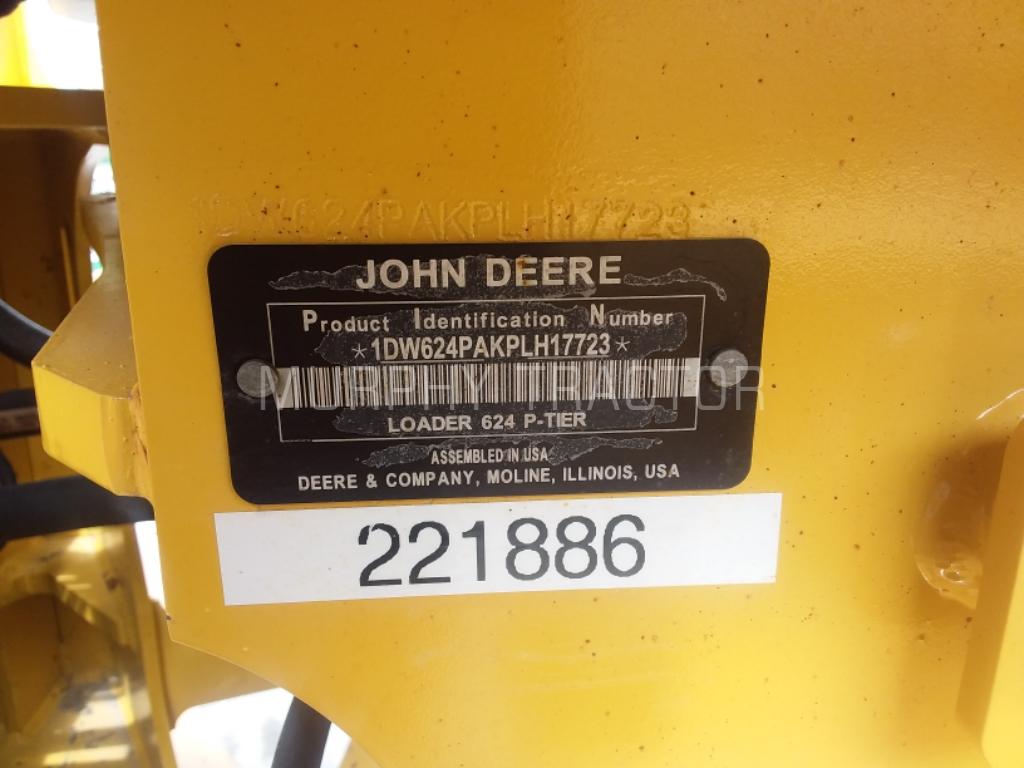 1DW624PAKPLH17723
JOHN DEERE
Product Identification Number
*1DW624PAKPLH17723*
MURPHY TRACTOR
LOADER 624 P-TIER
ASSEMBLED IN USA
DEERE & COMPANY, MOLINE, ILLINOIS, USA
221886